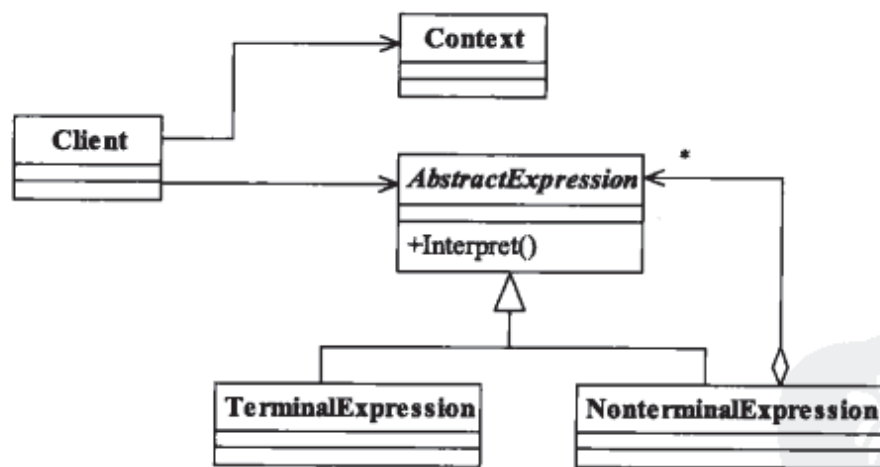 Context
Client
AbstractExpression
*
+Interpret()
TerminalExpression
NonterminalExpression